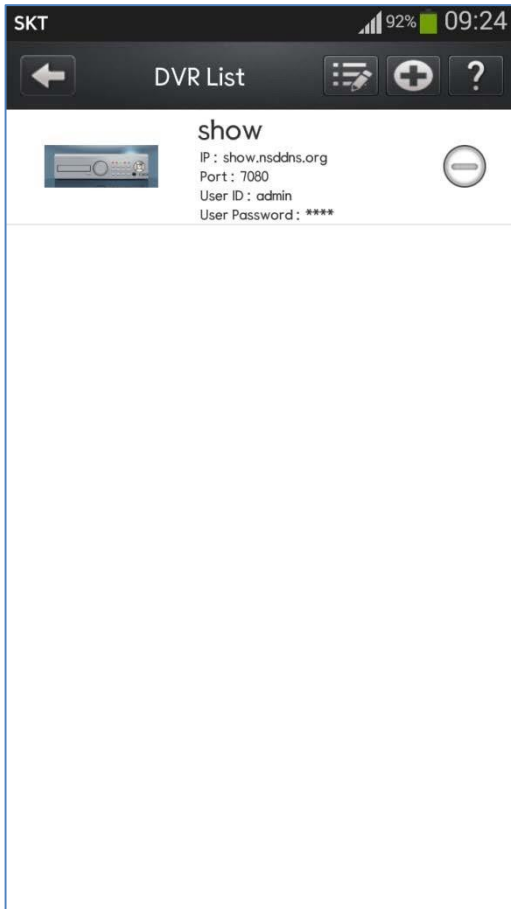 SKT 92% 09:24
DVR List ?
show
IP : show.nsddns.org
Port : 7080
User ID : admin
User Password : ****